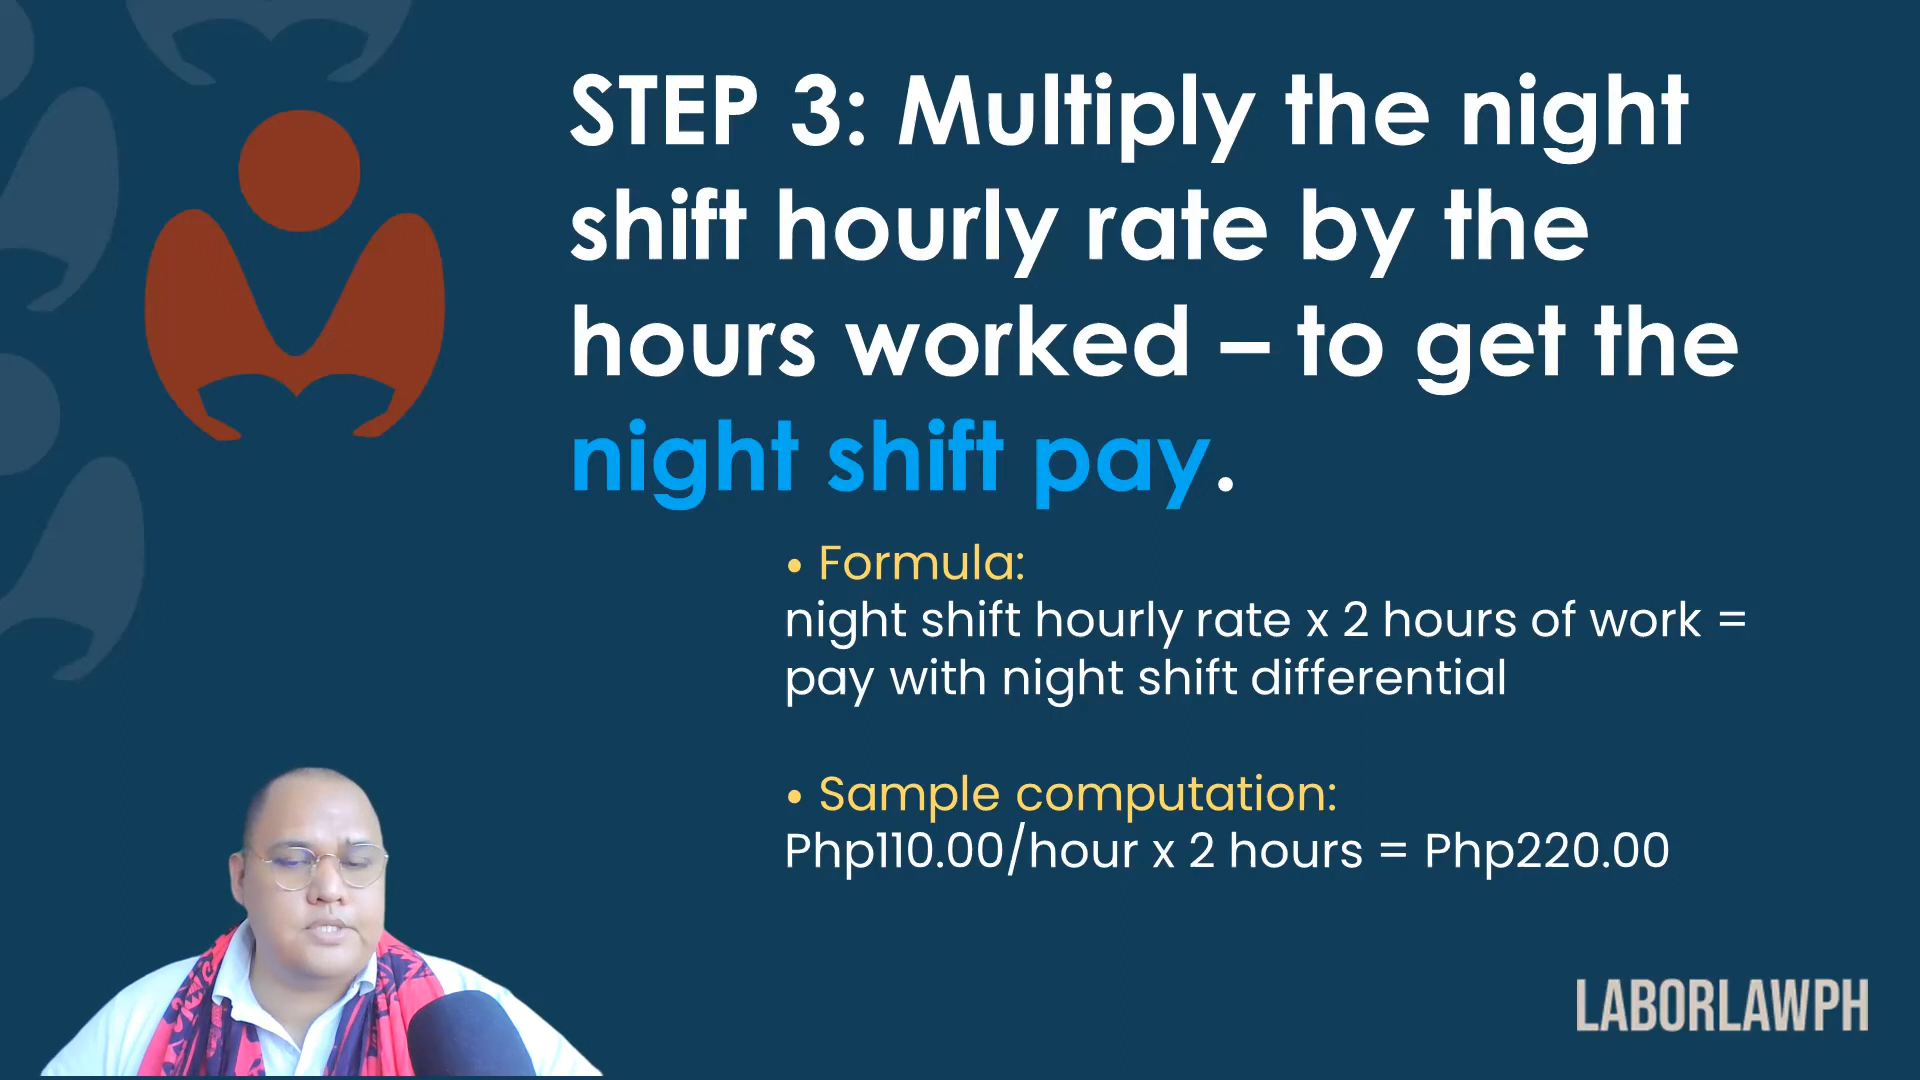 STEP 3: Multiply the night
shift hourly rate by the
hours worked – to get the
night shift pay.
• Formula:
night shift hourly rate x 2 hours of work =
pay with night shift differential
• Sample computation:
Php110.00/hour x 2 hours = Php220.00
LABORLAWPH